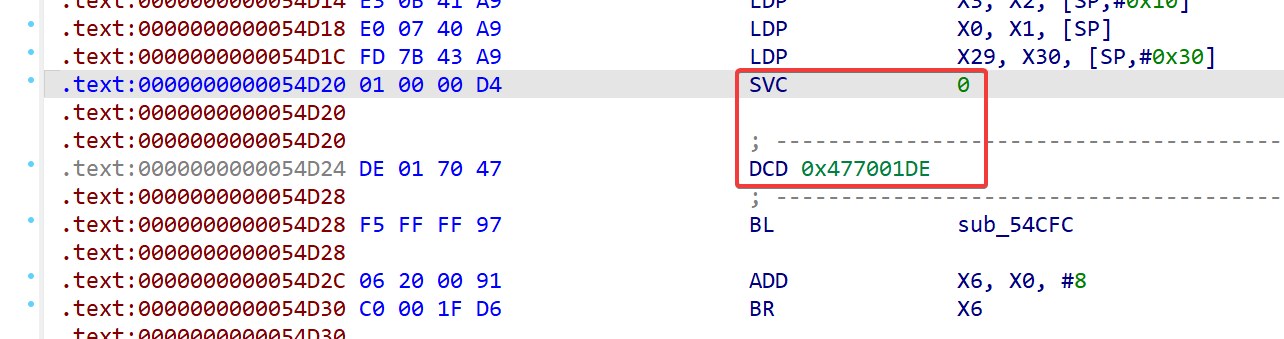 .text:0000000000054D14 E3 0B 41 A9 LDP X3, X2, [SP,#0x10]
.text:0000000000054D18 E0 07 40 A9 LDP X0, X1, [SP]
.text:0000000000054D1C FD 7B 43 A9 LDP X29, X30, [SP,#0x30]
.text:0000000000054D20 01 00 00 D4 SVC 0
.text:0000000000054D20
.text:0000000000054D20 ; ---------------------------------------
.text:0000000000054D24 DE 01 70 47 DCD 0x477001DE
.text:0000000000054D28 ; ---------------------------------------
.text:0000000000054D28 F5 FF FF 97 BL sub_54CFC
.text:0000000000054D28
.text:0000000000054D2C 06 20 00 91 ADD X6, X0, #8
.text:0000000000054D30 C0 00 1F D6 BR X6
.text:0000000000054D30